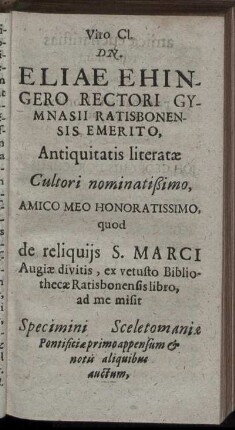 Viro Cl.
DN.
ELIAE EHIN-
GERO RECTORI GY-
MNASII RATISBONEN-
SIS EMERITO,
Antiquitatis literatæ
Cultori nominatissimo,
AMICO MEO HONORATISSIMO,
quod
de reliquijs S. MARCI
Augiæ divitis, ex vetusto Biblio-
thecæ Ratisbonensis libro,
ad me misit
Specimini Sceletomaniæ
Pontificiæ primo appensum &
notis aliquibus
auctum,